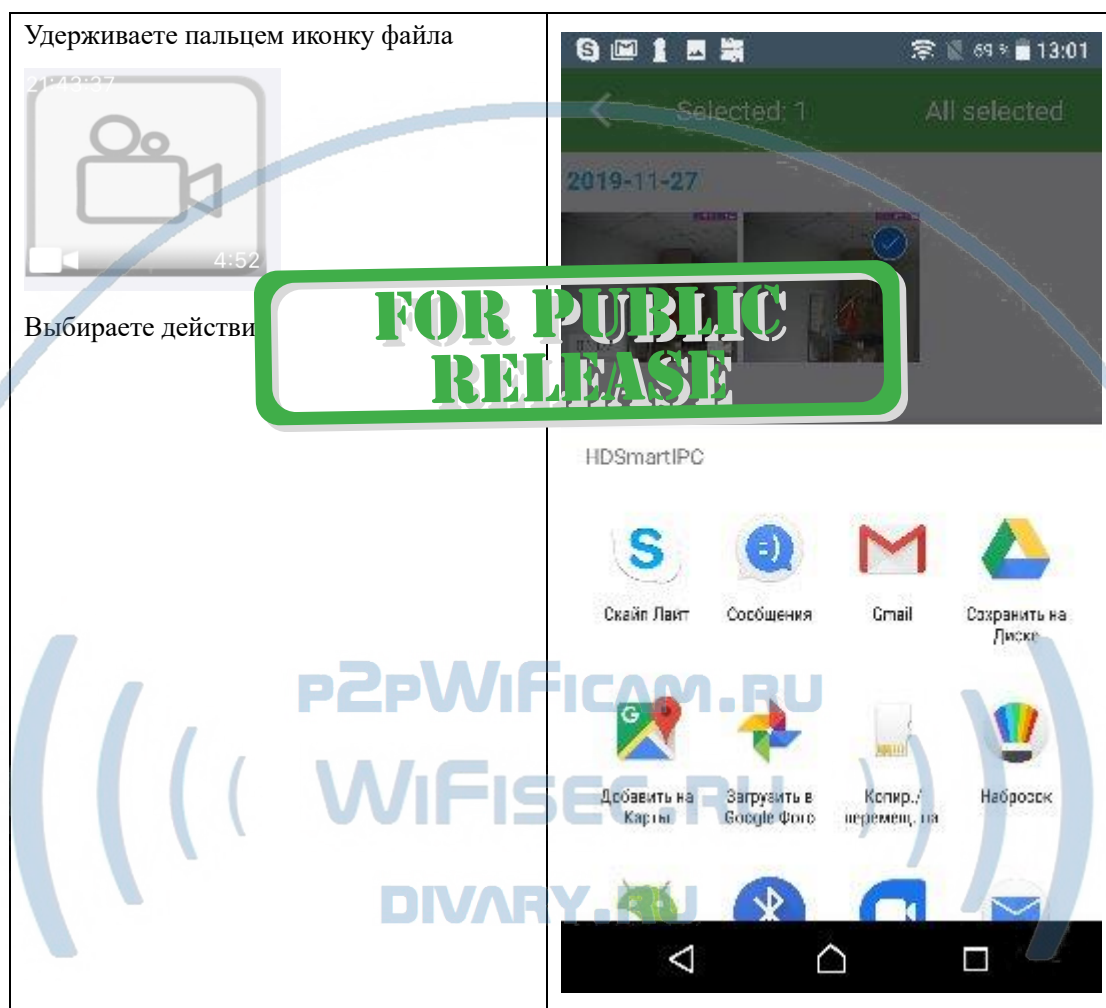 Удерживаете пальцем иконку файла
21:43:37
4:52
Выбираете действи
69 % 13:01
Selected: 1 All selected
2019-11-27
FOR PUBLIC
RELEASE
HDSmartIPC
Скайп Лайт
Сообщения
Gmail
Сохранить на
Диске
P2PWIFICAM.RU
Добавить на
Карты
Загрузить в
Google Фото
Копир./
перемещ. на
Набросок
WIFISEC.RU
DIVARY.RU